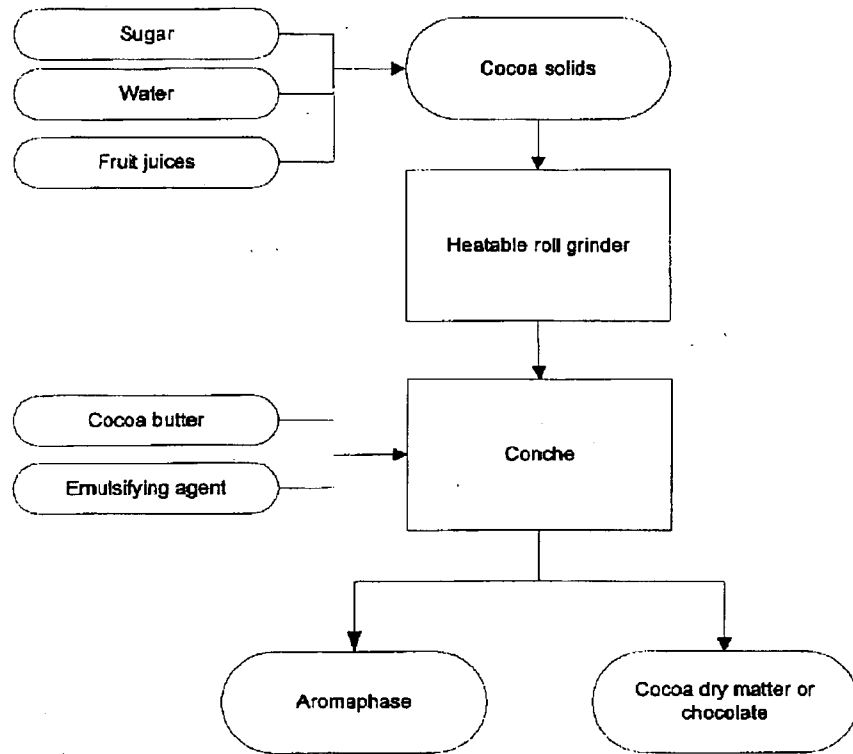 Sugar
Cocoa solids
Water
Fruit juices
Heatable roll grinder
Cocoa butter
Conche
Emulsifying agent
Aromaphase
Cocoa dry matter or
chocolate